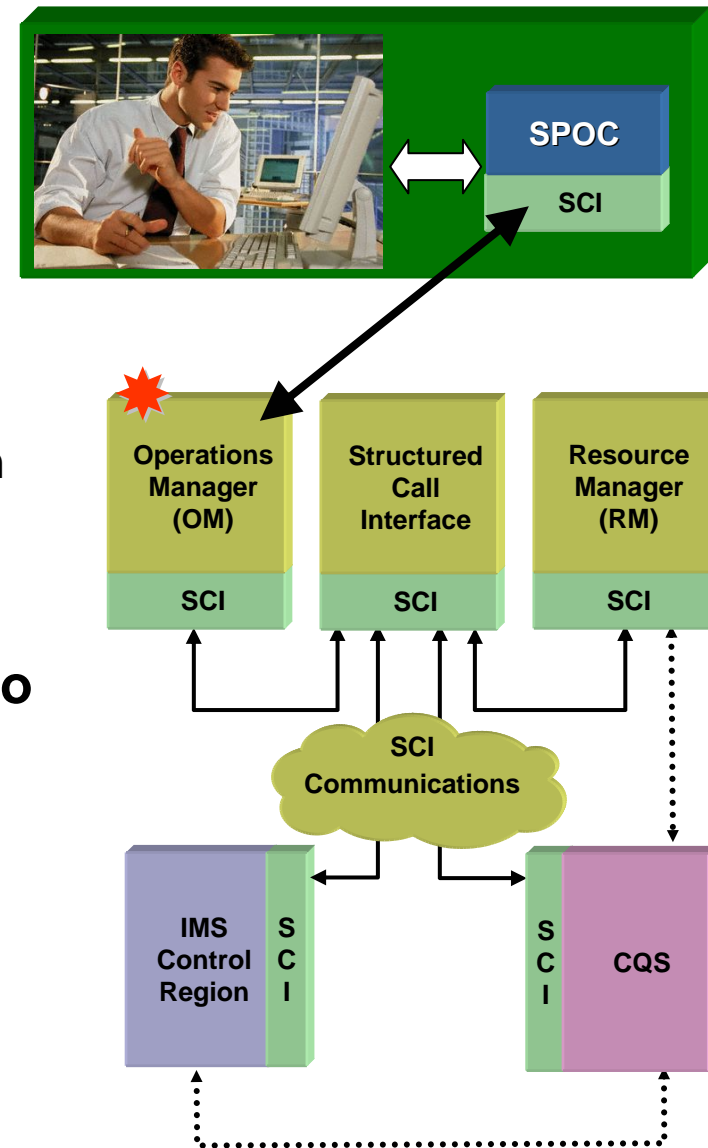 SPOC
SCI
Operations
Manager
(OM)
SCI
Structured
Call
Interface
SCI
Resource
Manager
(RM)
SCI
o
SCI
Communications
IMS
Control
Region
S
C
I
S
C
I
CQS